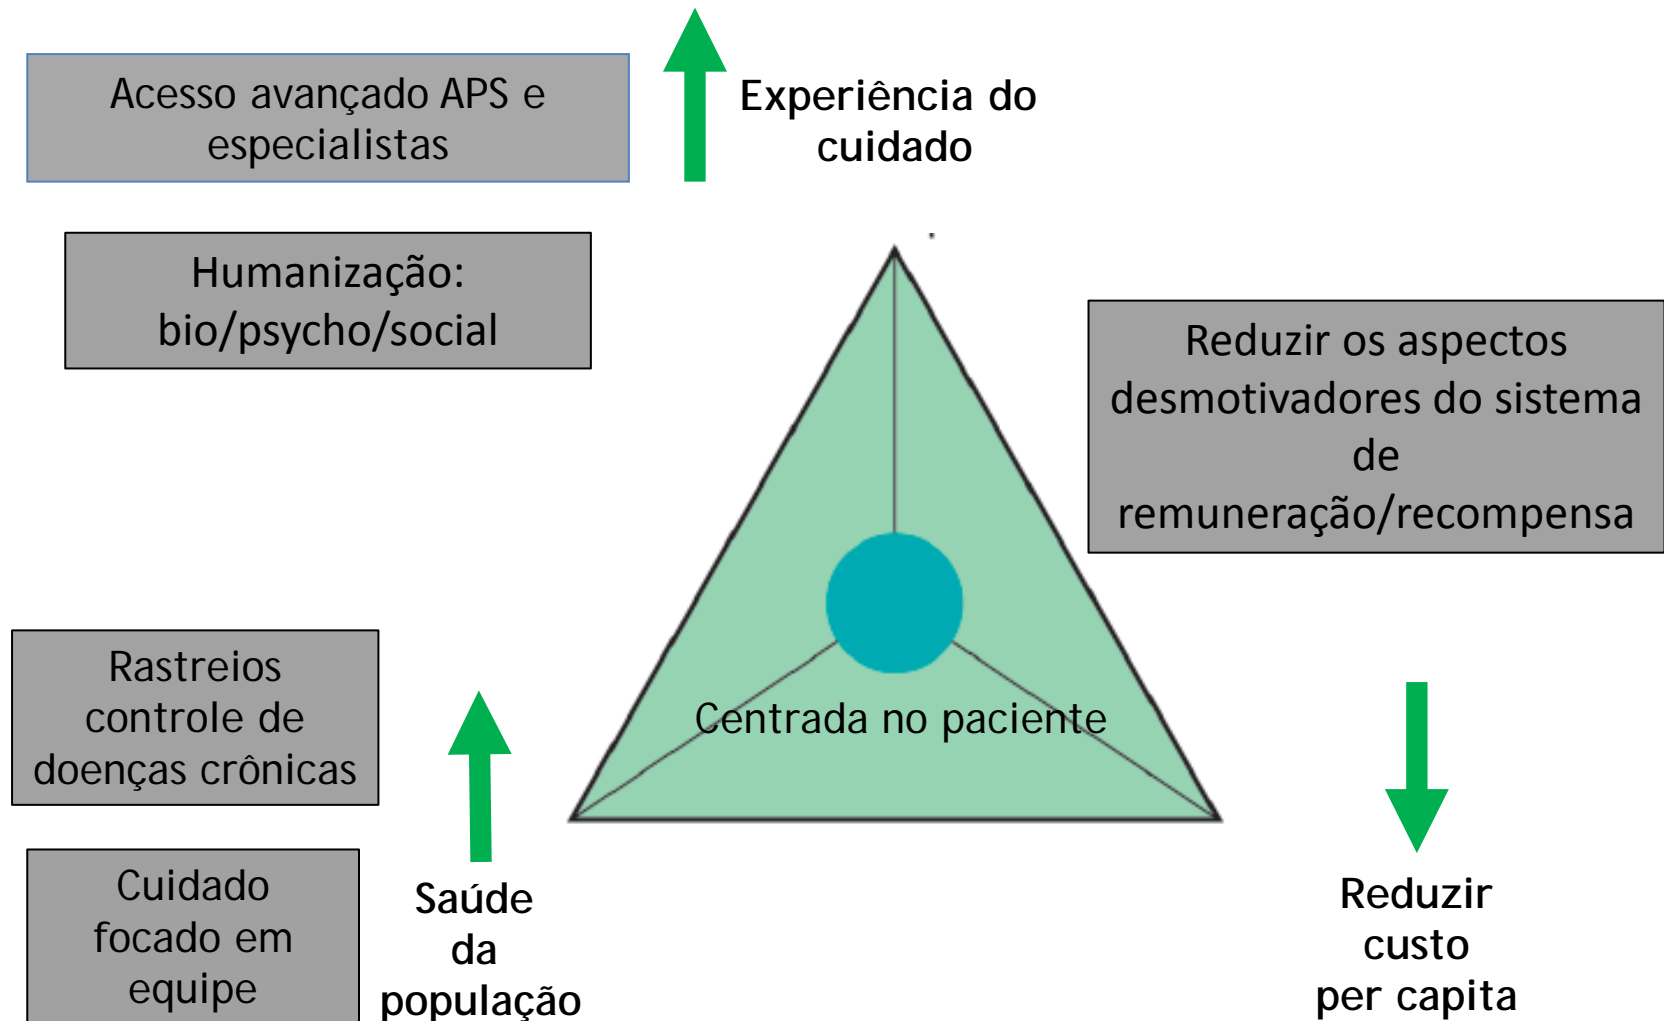 Acesso avançado APS e
especialistas
Experiência do
cuidado
Humanização:
bio/psycho/social
Reduzir os aspectos
desmotivadores do sistema
de
remuneração/recompensa
Rastreios
controle de
doenças crônicas
Centrada no paciente
Cuidado
focado em
equipe
Saúde
da
população
Reduzir
custo
per capita